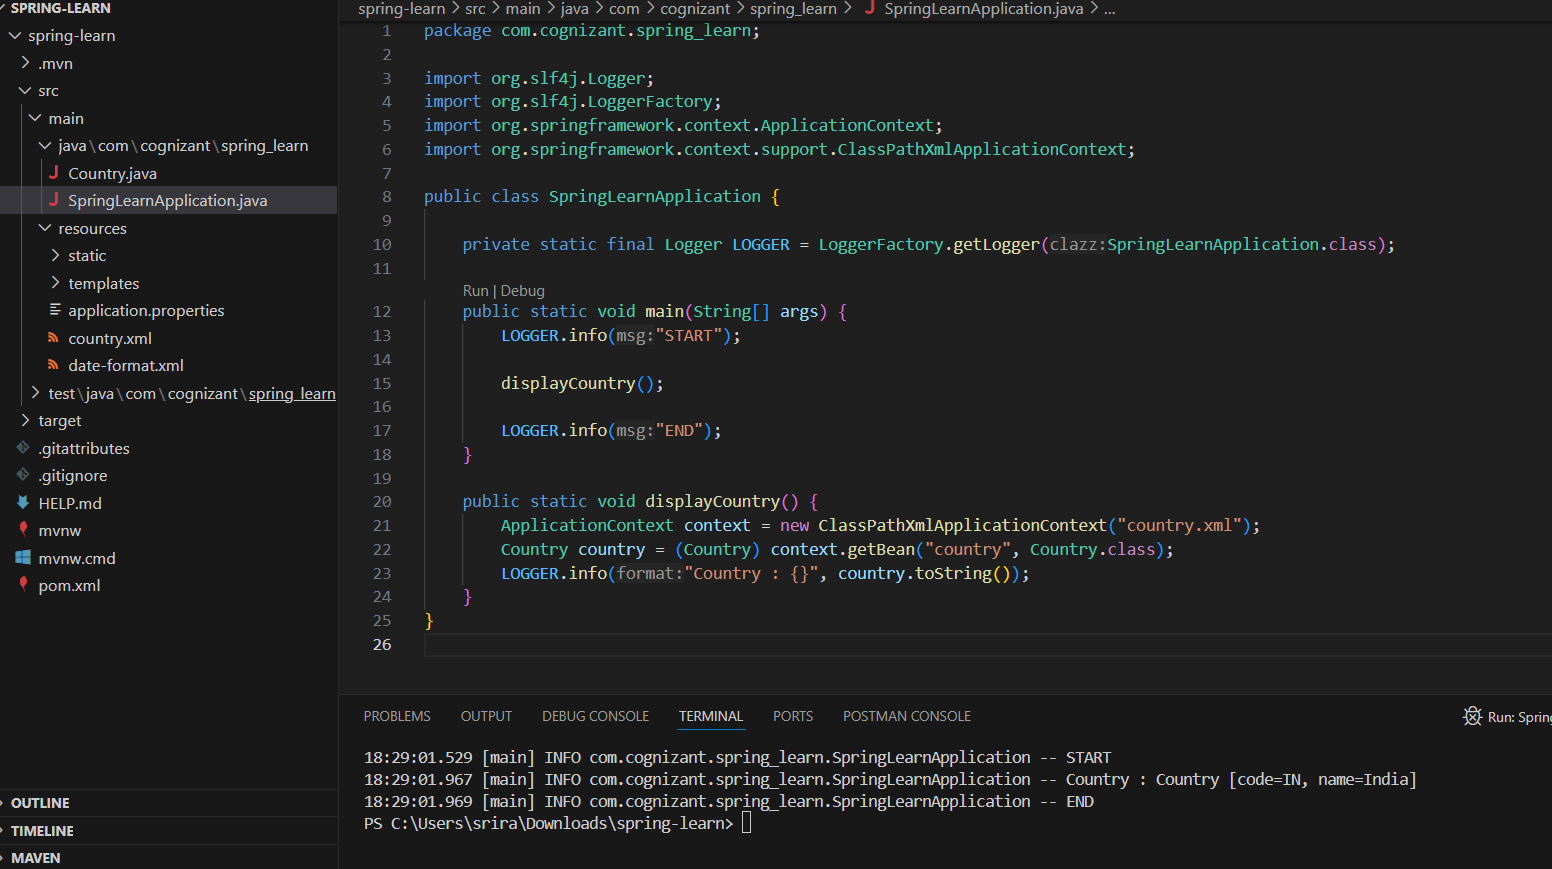 SPRING-LEARN
spring-learn
.mvn
src
main
java\com\cognizant\spring_learn
Country.java
SpringLearnApplication.java
resources
static
templates
application.properties
country.xml
date-format.xml
test\java\com\cognizant\spring_learn
target
.gitattributes
.gitignore
HELP.md
mvnw
mvnw.cmd
pom.xml
OUTLINE
TIMELINE
MAVEN
spring-learn > src > main > java > com > cognizant > spring_learn > SpringLearnApplication.java > ...
1 package com.cognizant.spring_learn;
2
3 import org.slf4j.Logger;
4 import org.slf4j.LoggerFactory;
5 import org.springframework.context.ApplicationContext;
6 import org.springframework.context.support.ClassPathXmlApplicationContext;
7
8 public class SpringLearnApplication {
9
10 private static final Logger LOGGER = LoggerFactory.getLogger(clazz:SpringLearnApplication.class);
11
Run | Debug
12 public static void main(String[] args) {
13 LOGGER.info(msg:"START");
14
15 displayCountry();
16
17 LOGGER.info(msg:"END");
18 }
19
20 public static void displayCountry() {
21 ApplicationContext context = new ClassPathXmlApplicationContext("country.xml");
22 Country country = (Country) context.getBean("country", Country.class);
23 LOGGER.info(format:"Country : {}", country.toString());
24 }
25 }
26
PROBLEMS OUTPUT DEBUG CONSOLE TERMINAL PORTS POSTMAN CONSOLE Run: Spring
18:29:01.529 [main] INFO com.cognizant.spring_learn.SpringLearnApplication -- START
18:29:01.967 [main] INFO com.cognizant.spring_learn.SpringLearnApplication -- Country : Country [code=IN, name=India]
18:29:01.969 [main] INFO com.cognizant.spring_learn.SpringLearnApplication -- END
PS C:\Users\srira\Downloads\spring-learn>